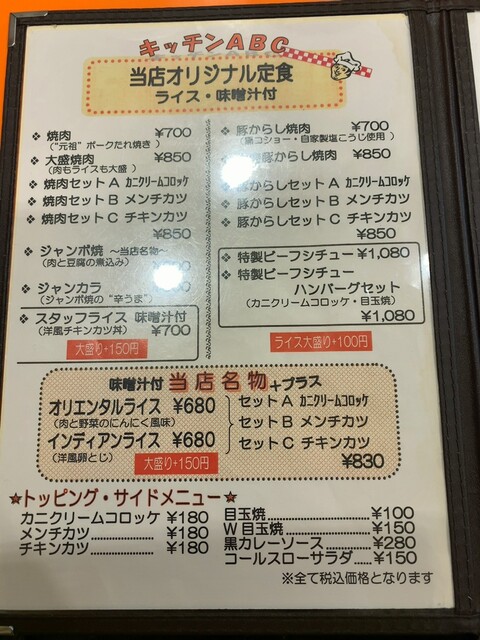 キッチンABC
当店オリジナル定食
ライス・味噌汁付
❖ 焼肉 ¥700
(“元祖”ポークたれ焼き)
❖ 大盛焼肉 ¥850
(肉もライスも大盛)
❖ 焼肉セットA カニクリームコロッケ
❖ 焼肉セットB メンチカツ
❖ 焼肉セットC チキンカツ
¥850
❖ ジャンボ焼 ~当店名物~
(肉と豆腐の煮込み)
❖ ジャンカラ
(ジャンボ焼の“辛うま”)
❖ スタッフライス 味噌汁付
(洋風チキンカツ丼) ¥700
大盛り+150円
❖ 豚からし焼肉 ¥700
コショー・自家製塩こうじ使用)
焼肉 ¥850
豚からしセットA カニクリームコロッケ
❖ 豚からしセットB メンチカツ
❖ 豚からしセットC チキンカツ
¥850
❖ 特製ビーフシチュー ¥1,080
❖ 特製ビーフシチュー
ハンバーグセット
(カニクリームコロッケ・目玉焼)
¥1,080
ライス大盛り+100円
味噌汁付 当店名物 +プラス
オリエンタルライス ¥680
(肉と野菜のにんにく風味)
インディアンライス ¥680
(洋風卵とじ)
大盛り+150円
セットA カニクリームコロッケ
セットB メンチカツ
セットC チキンカツ
¥830
★トッピング・サイドメニュー★
カニクリームコロッケ ¥180
メンチカツ ¥180
チキンカツ ¥180
目玉焼 ¥100
W目玉焼 ¥150
黒カレーソース ¥280
コールスローサラダ ¥150
※全て税込価格となります